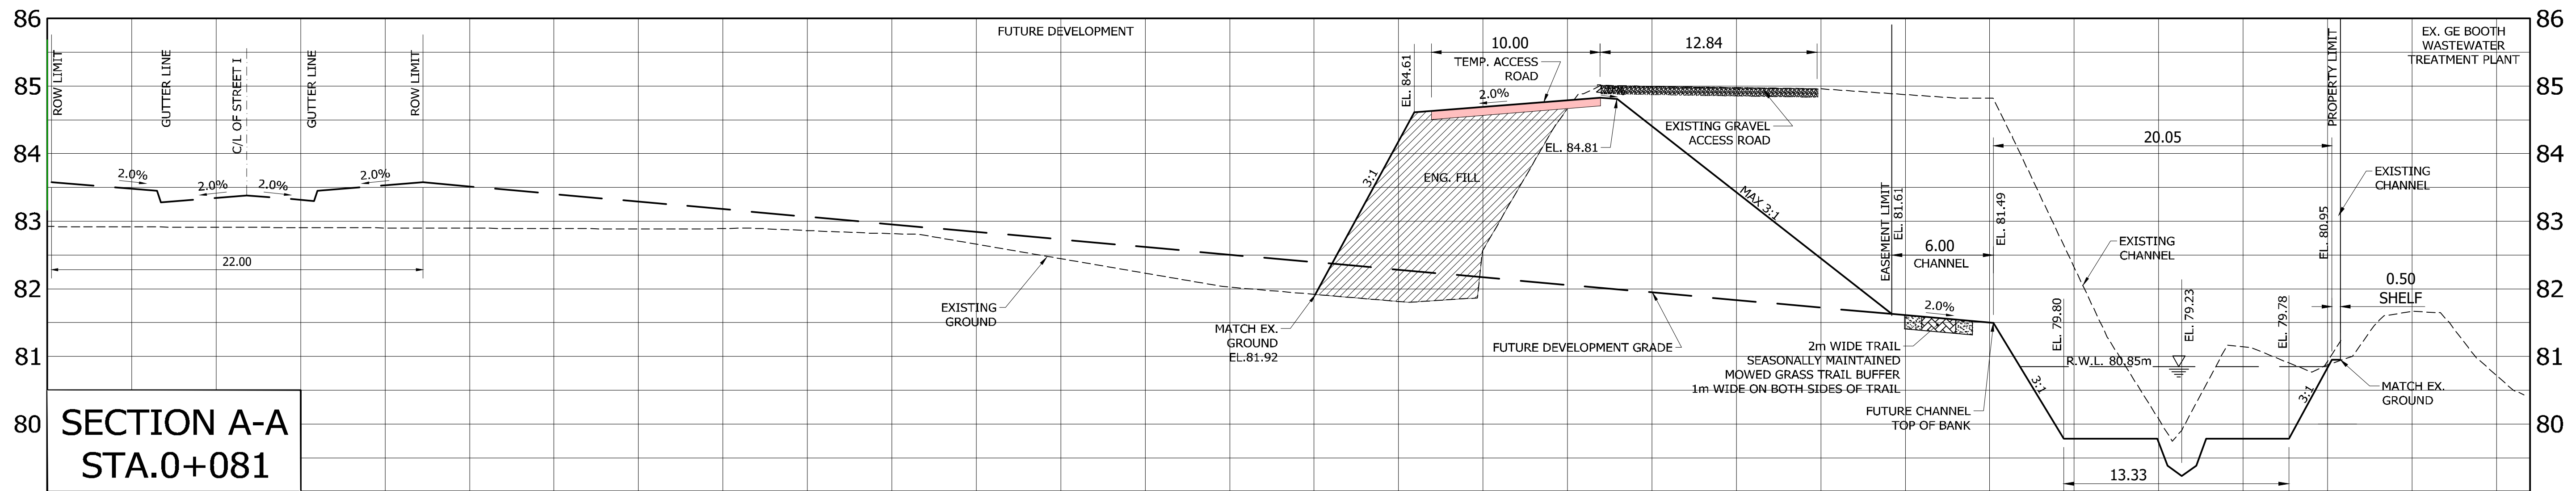 86
85
84
83
82
81
80
ROW LIMIT
GUTTER LINE
C/L OF STREET I
GUTTER LINE
ROW LIMIT
2.0%
2.0%
2.0%
2.0%
22.00
SECTION A-A
STA.0+081
FUTURE DEVELOPMENT
EXISTING
GROUND
MATCH EX.
GROUND
EL.81.92
3:1
EL. 84.61
10.00
12.84
TEMP. ACCESS
ROAD
2.0%
ENG. FILL
EL. 84.81
EXISTING GRAVEL
ACCESS ROAD
MAX 3:1
FUTURE DEVELOPMENT GRADE
EASEMENT LIMIT
EL. 81.61
6.00
CHANNEL
2.0%
2m WIDE TRAIL
SEASONALLY MAINTAINED
MOWED GRASS TRAIL BUFFER
1m WIDE ON BOTH SIDES OF TRAIL
EL. 81.49
FUTURE CHANNEL
TOP OF BANK
20.05
EXISTING
CHANNEL
3:1
EL. 79.80
R.W.L. 80.85m
EL. 79.23
EL. 79.78
13.33
3:1
EL. 80.95
PROPERTY LIMIT
EXISTING
CHANNEL
0.50
SHELF
MATCH EX.
GROUND
EX. GE BOOTH
WASTEWATER
TREATMENT PLANT
86
85
84
83
82
81
80